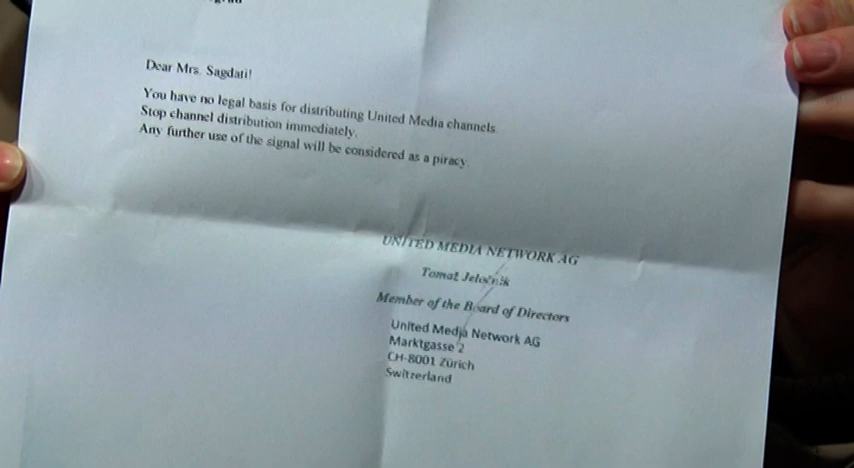 Dear Mrs. Sagdati!
You have no legal basis for distributing United Media channels.
Stop channel distribution immediately.
Any further use of the signal will be considered as a piracy.
UNITED MEDIA NETWORK AG
Tomaž Jeločnik
Member of the Board of Directors
United Media Network AG
Marktgasse 2
CH-8001 Zürich
Switzerland